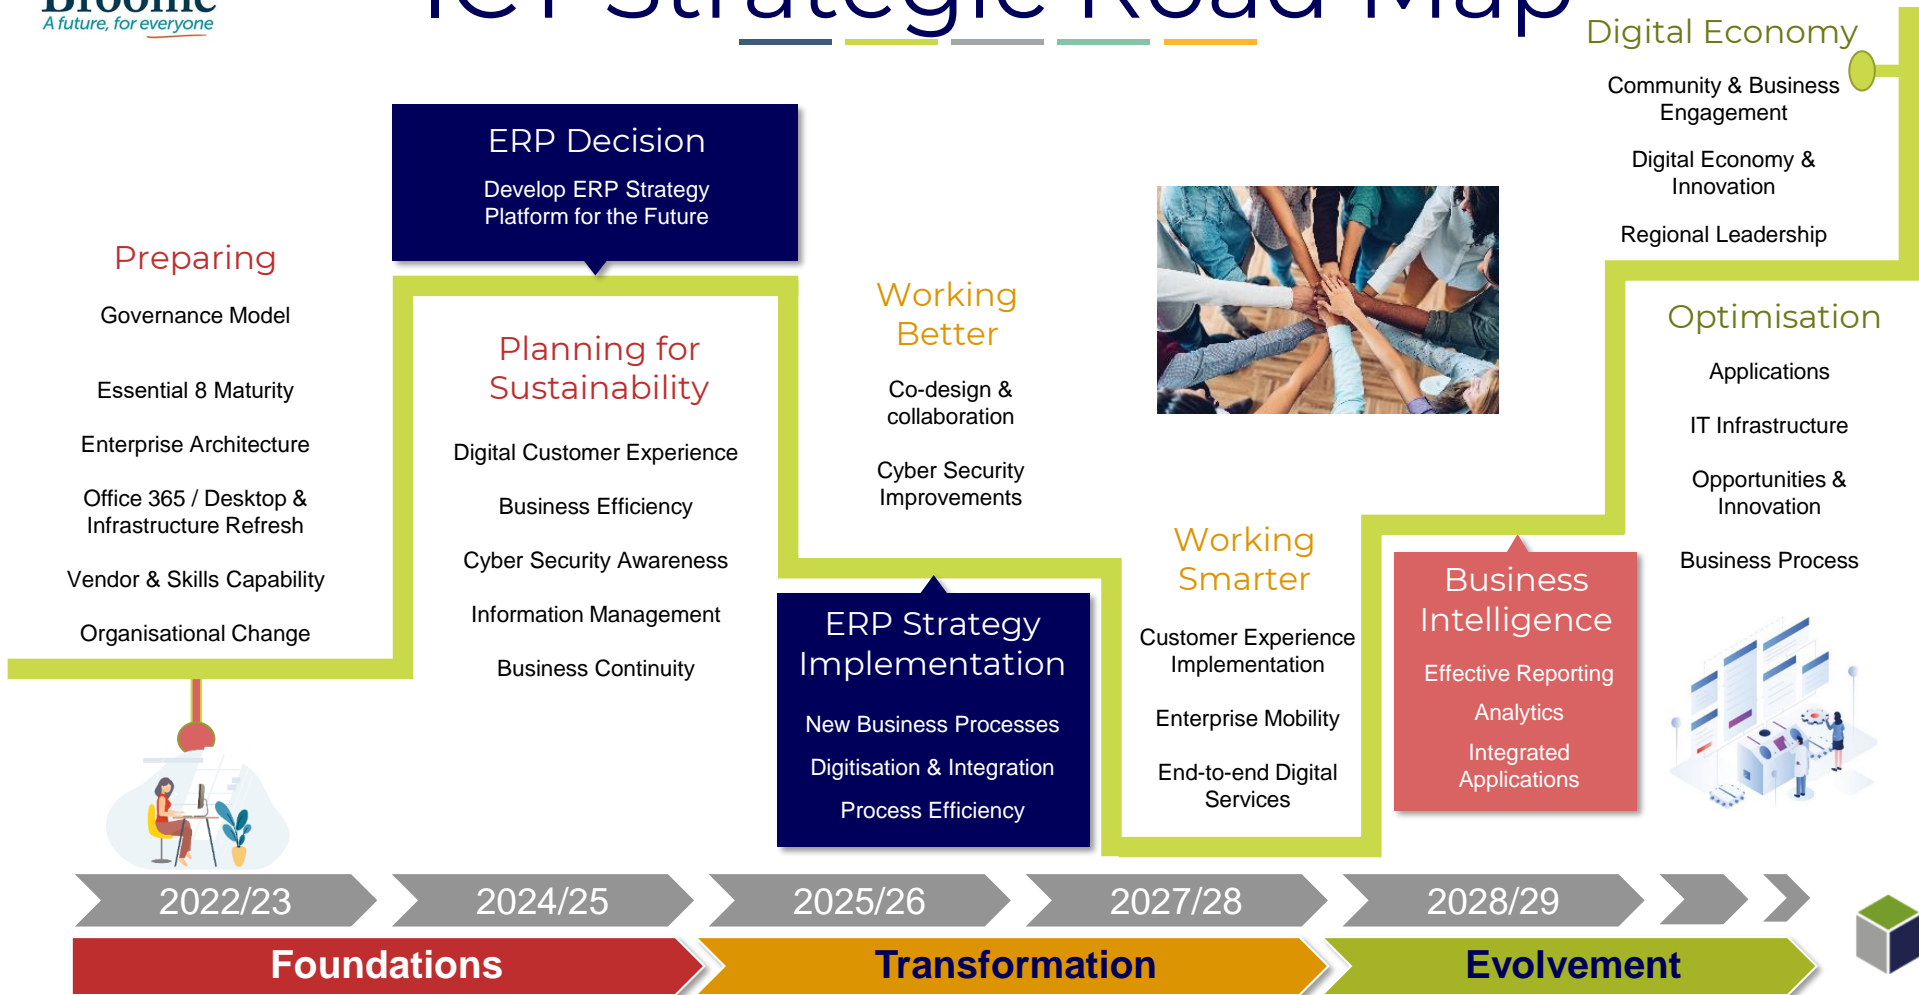 Broome
A future, for everyone
ICT Strategic Road Map
Preparing
Governance Model
Essential 8 Maturity
Enterprise Architecture
Office 365 / Desktop &
Infrastructure Refresh
Vendor & Skills Capability
Organisational Change
ERP Decision
Develop ERP Strategy
Platform for the Future
Planning for
Sustainability
Digital Customer Experience
Business Efficiency
Cyber Security Awareness
Information Management
Business Continuity
Working
Better
Co-design &
collaboration
Cyber Security
Improvements
ERP Strategy
Implementation
New Business Processes
Digitisation & Integration
Process Efficiency
Working
Smarter
Customer Experience
Implementation
Enterprise Mobility
End-to-end Digital
Services
Business
Intelligence
Effective Reporting
Analytics
Integrated
Applications
Digital Economy
Community & Business
Engagement
Digital Economy &
Innovation
Regional Leadership
Optimisation
Applications
IT Infrastructure
Opportunities &
Innovation
Business Process
2022/23
2024/25
2025/26
2027/28
2028/29
Foundations
Transformation
Evolvement